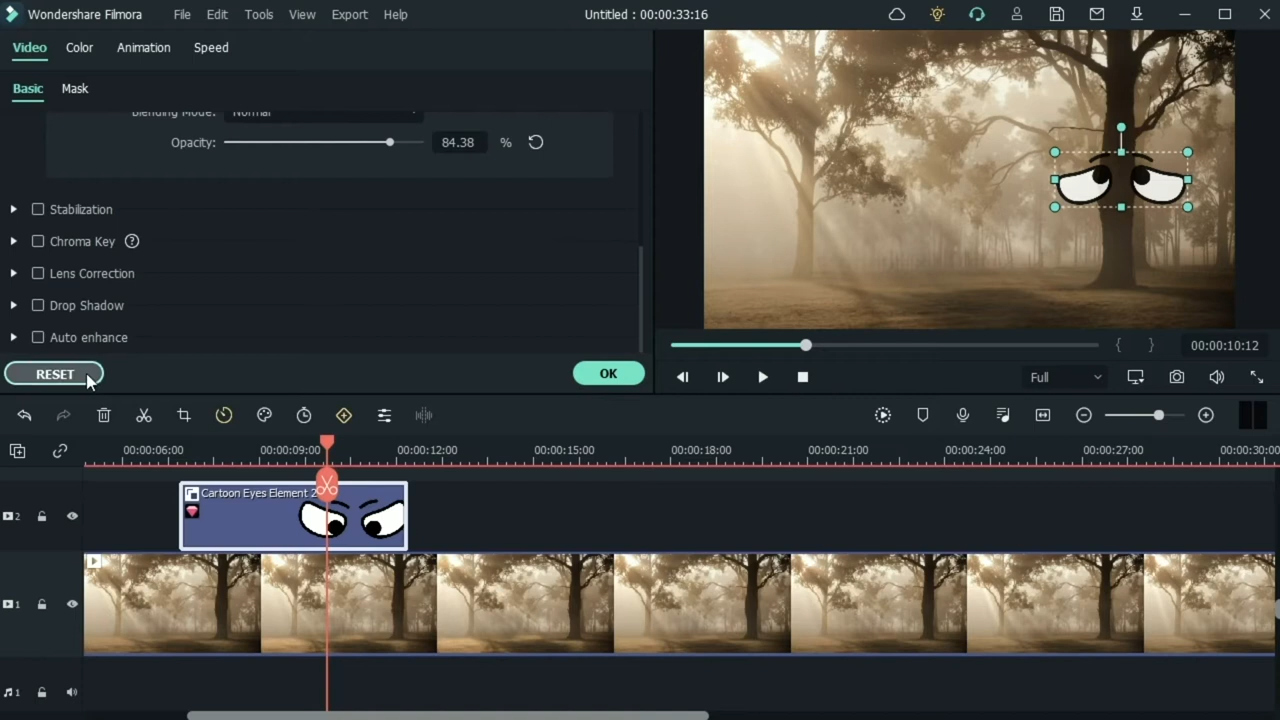 Wondershare Filmora File Edit Tools View Export Help Untitled : 00:00:33:16
Video Color Animation Speed
Basic Mask
Blending Mode: Normal
Opacity: 84.38 %
Stabilization
Chroma Key ?
Lens Correction
Drop Shadow
Auto enhance
{ } 00:00:10:12
RESET OK
Full
00:00:06:00 00:00:09:00 00:00:12:00 00:00:15:00 00:00:18:00 00:00:21:00 00:00:24:00 00:00:27:00 00:00:30:00
Cartoon Eyes Element 2
2
1
1